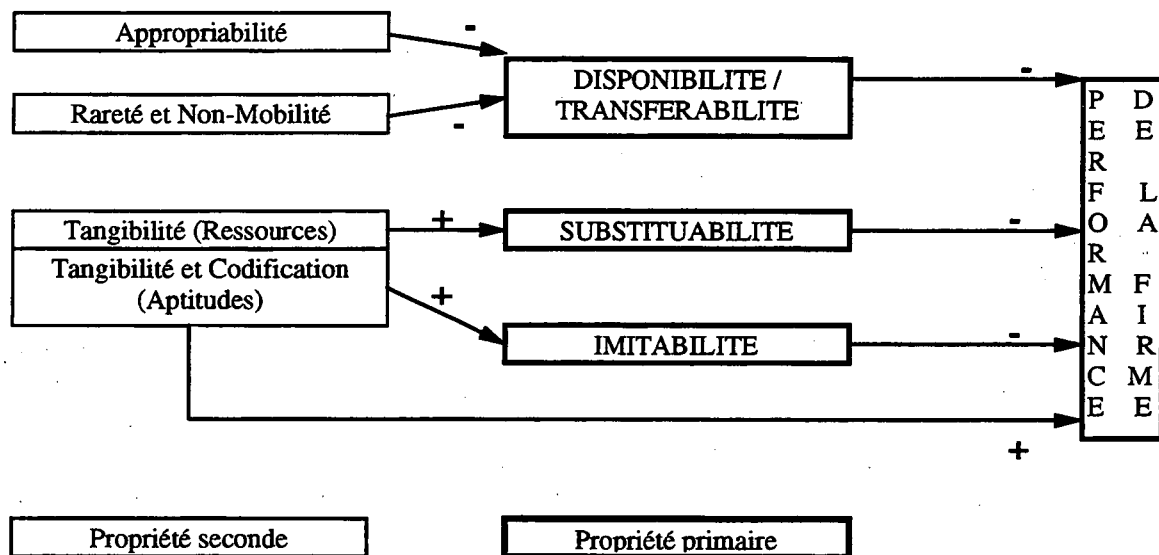 Appropriabilité
-
DISPONIBILITE /
TRANSFERABILITE
-
Rareté et Non-Mobilité
-
Tangibilité (Ressources)
+
SUBSTITUABILITE
-
Tangibilité et Codification
(Aptitudes)
+
IMITABILITE
-
+
PERFORMANCE
DE LA FIRME
Propriété seconde
Propriété primaire